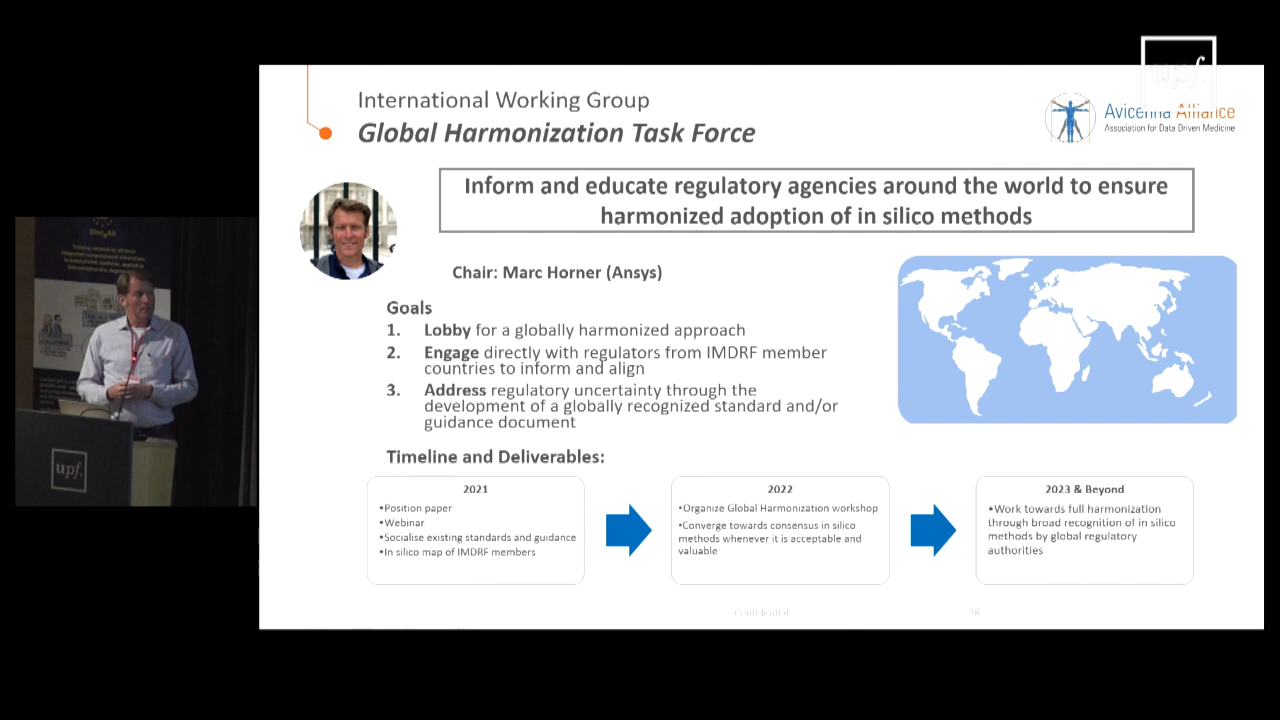 upf.
International Working Group
Global Harmonization Task Force
Avicenna Alliance
Association for Data Driven Medicine
Inform and educate regulatory agencies around the world to ensure
harmonized adoption of in silico methods
Chair: Marc Horner (Ansys)
Goals
1. Lobby for a globally harmonized approach
2. Engage directly with regulators from IMDRF member
countries to inform and align
3. Address regulatory uncertainty through the
development of a globally recognized standard and/or
guidance document
Timeline and Deliverables:
2021
•Position paper
•Webinar
•Socialise existing standards and guidance
•In silico map of IMDRF members
2022
•Organize Global Harmonization workshop
•Converge towards consensus in silico
methods whenever it is acceptable and
valuable
2023 & Beyond
•Work towards full harmonization
through broad recognition of in silico
methods by global regulatory
authorities
Confidential
18
upf.